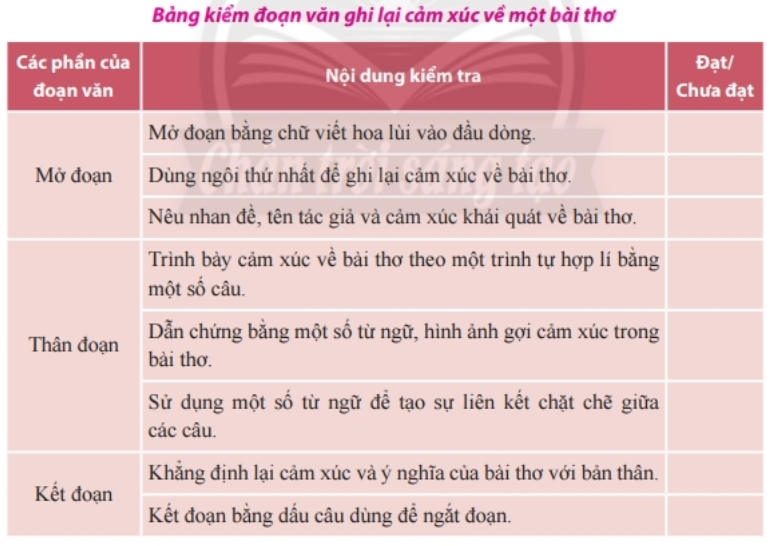 Bảng kiểm đoạn văn ghi lại cảm xúc về một bài thơ
Các phần của
đoạn văn
Nội dung kiểm tra
Đạt/
Chưa đạt
Mở đoạn
Mở đoạn bằng chữ viết hoa lùi vào đầu dòng.
Dùng ngôi thứ nhất để ghi lại cảm xúc về bài thơ.
Nêu nhan đề, tên tác giả và cảm xúc khái quát về bài thơ.
Thân đoạn
Trình bày cảm xúc về bài thơ theo một trình tự hợp lí bằng
một số câu.
Dẫn chứng bằng một số từ ngữ, hình ảnh gợi cảm xúc trong
bài thơ.
Sử dụng một số từ ngữ để tạo sự liên kết chặt chẽ giữa
các câu.
Kết đoạn
Khẳng định lại cảm xúc và ý nghĩa của bài thơ với bản thân.
Kết đoạn bằng dấu câu dùng để ngắt đoạn.
Chân trời sáng tạo